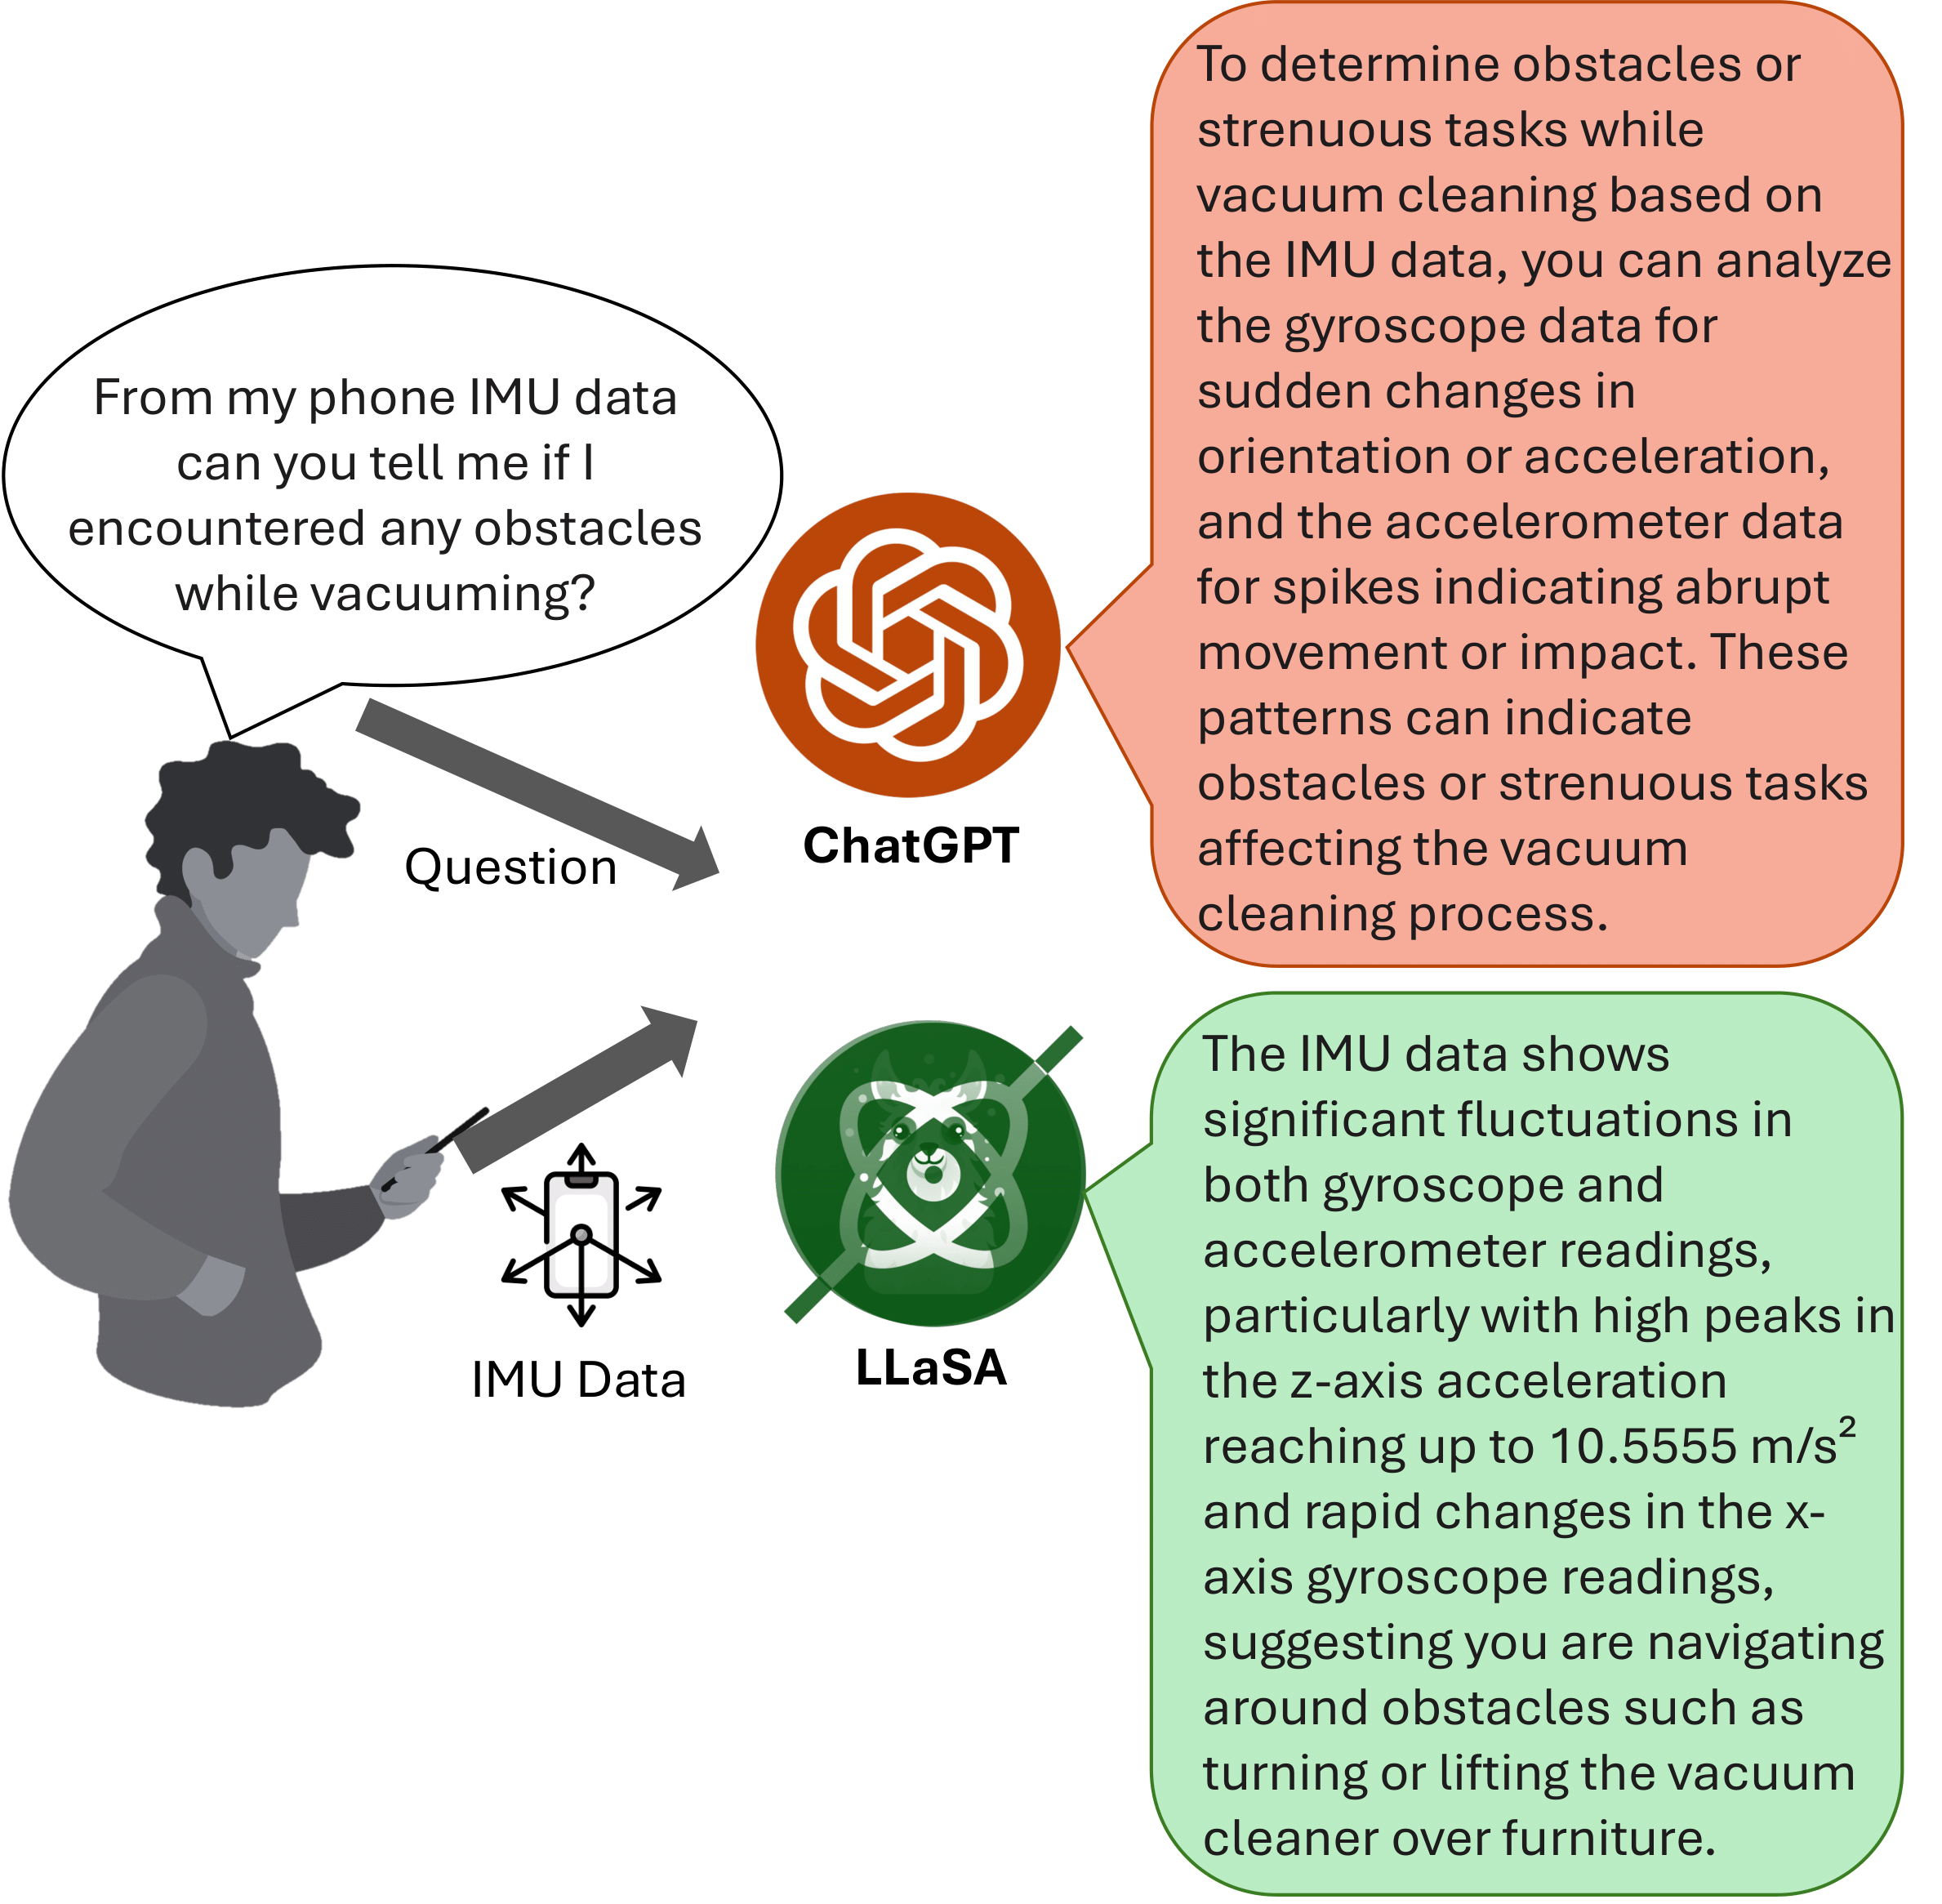 From my phone IMU data
can you tell me if I
encountered any obstacles
while vacuuming?
Question
IMU Data
ChatGPT
To determine obstacles or
strenuous tasks while
vacuum cleaning based on
the IMU data, you can analyze
the gyroscope data for
sudden changes in
orientation or acceleration,
and the accelerometer data
for spikes indicating abrupt
movement or impact. These
patterns can indicate
obstacles or strenuous tasks
affecting the vacuum
cleaning process.
LLaSA
The IMU data shows
significant fluctuations in
both gyroscope and
accelerometer readings,
particularly with high peaks in
the z-axis acceleration
reaching up to 10.5555 m/s²
and rapid changes in the x-
axis gyroscope readings,
suggesting you are navigating
around obstacles such as
turning or lifting the vacuum
cleaner over furniture.